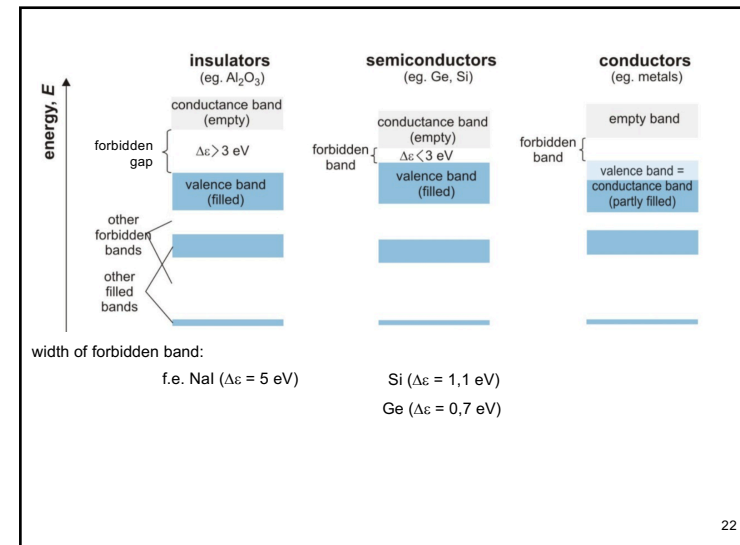 insulators
(eg. Al₂O₃)
semiconductors
(eg. Ge, Si)
conductors
(eg. metals)
energy, E
conductance band
(empty)
forbidden
gap
Δε > 3 eV
valence band
(filled)
other
forbidden
bands
other
filled
bands
conductance band
(empty)
forbidden
band
Δε < 3 eV
valence band
(filled)
empty band
forbidden
band
valence band =
conductance band
(partly filled)
width of forbidden band:
f.e. NaI (Δε = 5 eV)
Si (Δε = 1,1 eV)
Ge (Δε = 0,7 eV)
22